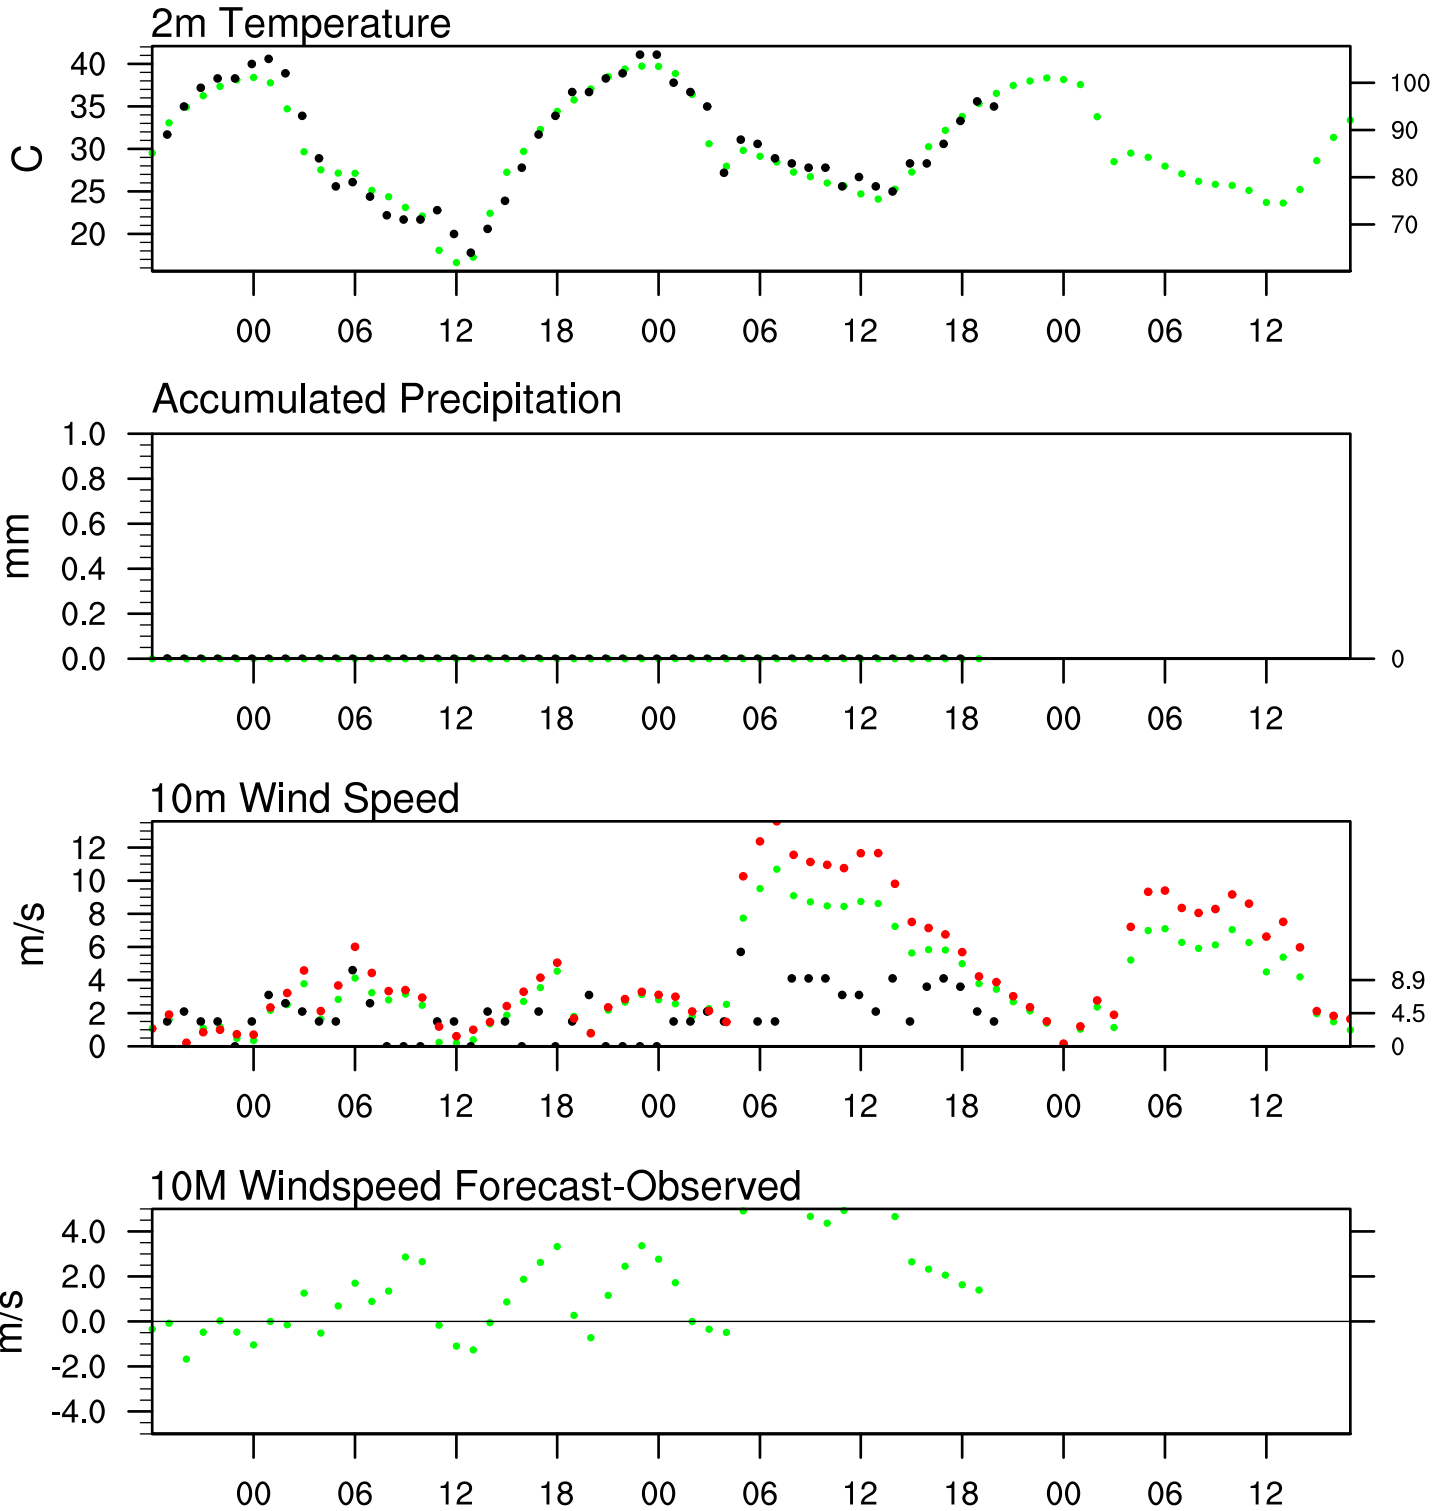 2m Temperature
40
35
30
25
20
C
100
90
80
70
00 06 12 18 00 06 12 18 00 06 12
Accumulated Precipitation
1.0
0.8
0.6
0.4
0.2
0.0
mm
0
00 06 12 18 00 06 12 18 00 06 12
10m Wind Speed
12
10
8
6
4
2
0
m/s
8.9
4.5
0
00 06 12 18 00 06 12 18 00 06 12
10M Windspeed Forecast-Observed
4.0
2.0
0.0
-2.0
-4.0
m/s
00 06 12 18 00 06 12 18 00 06 12